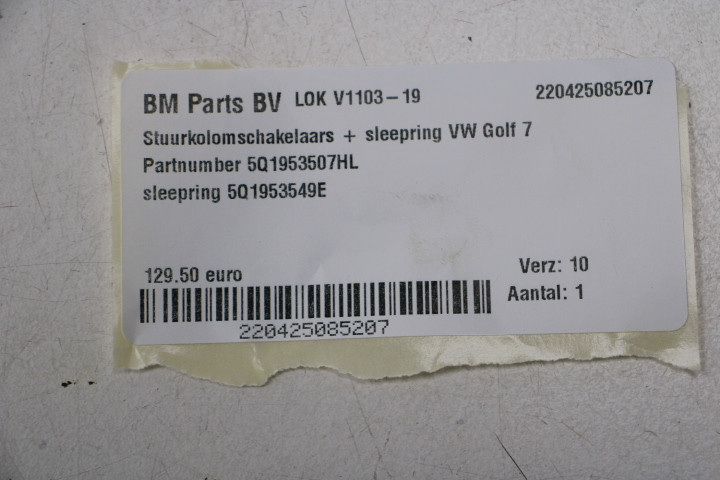 BM Parts BV LOK V1103-19 220425085207
Stuurkolomschakelaars + sleepring VW Golf 7
Partnumber 5Q1953507HL
sleepring 5Q1953549E
129.50 euro Verz: 10
Aantal: 1
220425085207